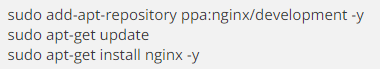 sudo add-apt-repository ppa:nginx/development -y
sudo apt-get update
sudo apt-get install nginx -y